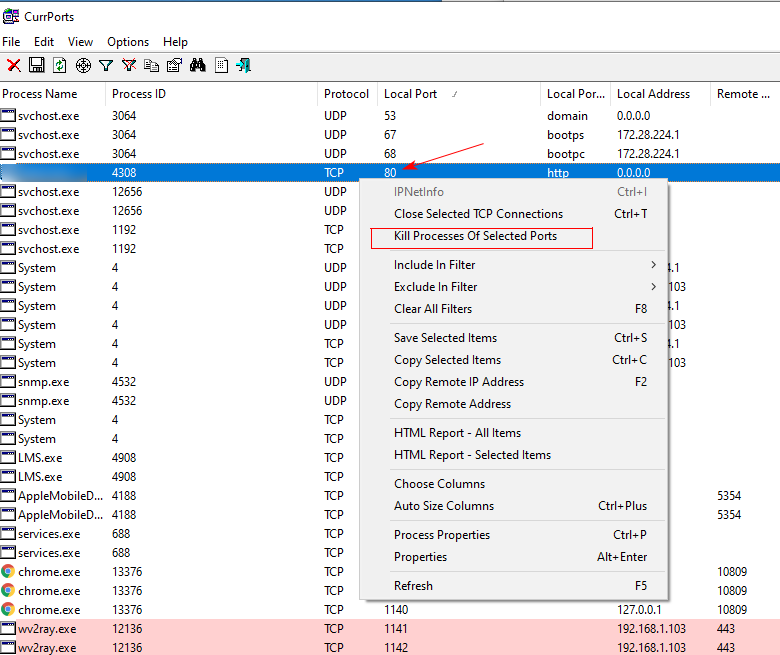 CurrPorts
File Edit View Options Help
Process Name Process ID Protocol Local Port Local Por... Local Address Remote ...
svchost.exe 3064 UDP 53 domain 0.0.0.0
svchost.exe 3064 UDP 67 bootps 172.28.224.1
svchost.exe 3064 UDP 68 bootpc 172.28.224.1
4308 TCP 80 http 0.0.0.0
svchost.exe 12656 UDP IPNetInfo Ctrl+I
svchost.exe 12656 UDP Close Selected TCP Connections Ctrl+T
svchost.exe 1192 TCP Kill Processes Of Selected Ports
svchost.exe 1192 TCP
System 4 UDP Include In Filter .1
System 4 UDP Exclude In Filter 103
System 4 UDP Clear All Filters F8 .1
System 4 UDP 03
System 4 TCP Save Selected Items Ctrl+S .1
System 4 TCP Copy Selected Items Ctrl+C 03
snmp.exe 4532 UDP Copy Remote IP Address F2
snmp.exe 4532 UDP Copy Remote Address
System 4 TCP
System 4 TCP HTML Report - All Items
LMS.exe 4908 TCP HTML Report - Selected Items
LMS.exe 4908 TCP Choose Columns
AppleMobileD... 4188 TCP 5354
AppleMobileD... 4188 TCP Auto Size Columns Ctrl+Plus 5354
services.exe 688 TCP Process Properties Ctrl+P
services.exe 688 TCP Properties Alt+Enter
chrome.exe 13376 TCP 10809
chrome.exe 13376 TCP Refresh F5 10809
chrome.exe 13376 TCP 1140 127.0.0.1 10809
wv2ray.exe 12136 TCP 1141 192.168.1.103 443
wv2ray.exe 12136 TCP 1142 192.168.1.103 443